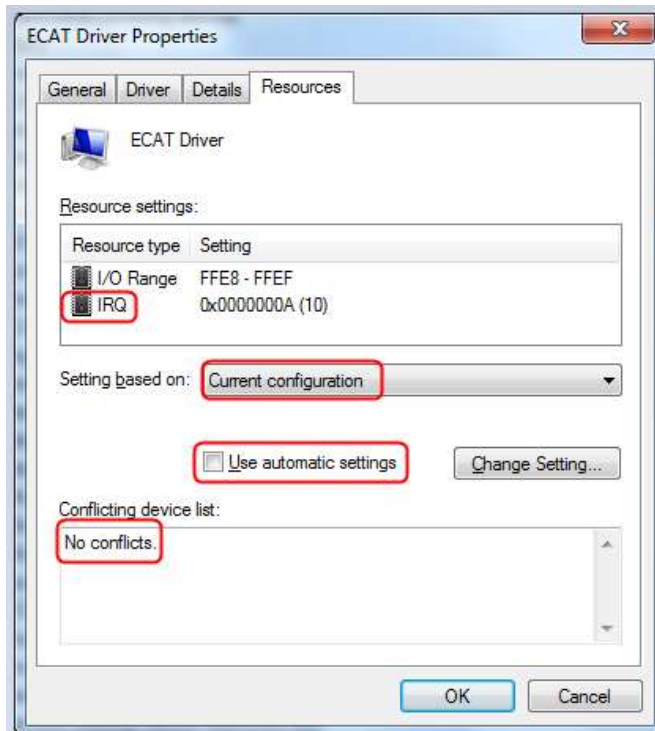 ECAT Driver Properties
General Driver Details Resources
ECAT Driver
Resource settings:
Resource type Setting
I/O Range FFE8 - FFEF
IRQ 0x0000000A (10)
Setting based on: Current configuration
Use automatic settings Change Setting...
Conflicting device list:
No conflicts.
OK Cancel